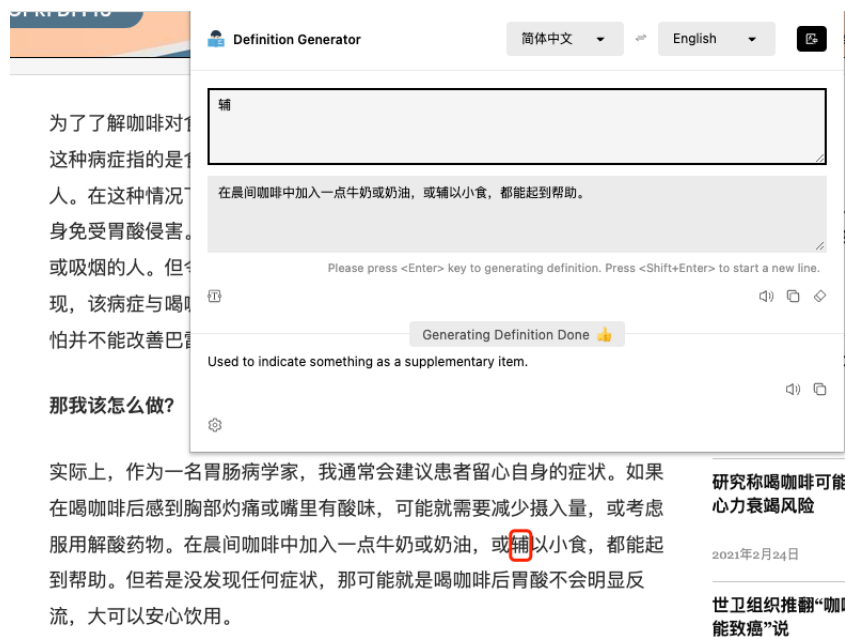 Definition Generator
简体中文
English
辅
在晨间咖啡中加入一点牛奶或奶油，或辅以小食，都能起到帮助。
Please press <Enter> key to generating definition. Press <Shift+Enter> to start a new line.
Generating Definition Done 👍
Used to indicate something as a supplementary item.
为了了解咖啡对
这种病症指的是
人。在这种情况
身免受胃酸侵害。
或吸烟的人。但
现，该病症与喝
怕并不能改善巴
那我该怎么做？
实际上，作为一名胃肠病学家，我通常会建议患者留心自身的症状。如果
在喝咖啡后感到胸部灼痛或嘴里有酸味，可能就需要减少摄入量，或考虑
服用解酸药物。在晨间咖啡中加入一点牛奶或奶油，或辅以小食，都能起
到帮助。但若是没发现任何症状，那可能就是喝咖啡后胃酸不会明显反
流，大可以安心饮用。
研究称喝咖啡可能
心力衰竭风险
2021年2月24日
世卫组织推翻“咖
能致癌”说